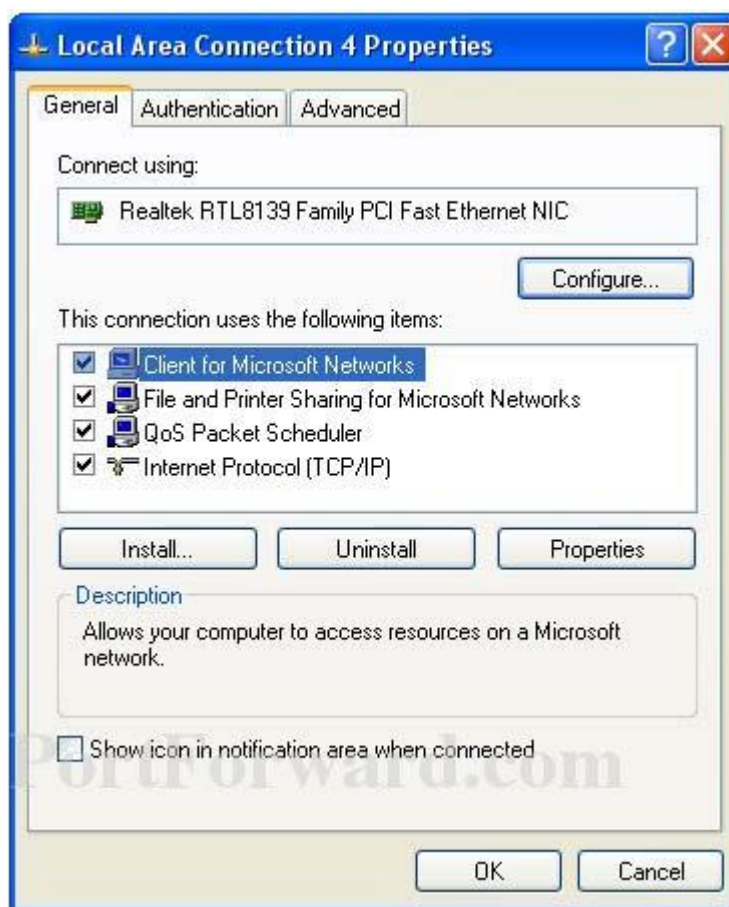 Local Area Connection 4 Properties
General Authentication Advanced
Connect using:
Realtek RTL8139 Family PCI Fast Ethernet NIC
Configure...
This connection uses the following items:
Client for Microsoft Networks
File and Printer Sharing for Microsoft Networks
QoS Packet Scheduler
Internet Protocol (TCP/IP)
Install... Uninstall Properties
Description
Allows your computer to access resources on a Microsoft
network.
Show icon in notification area when connected
PortForward.com
OK Cancel